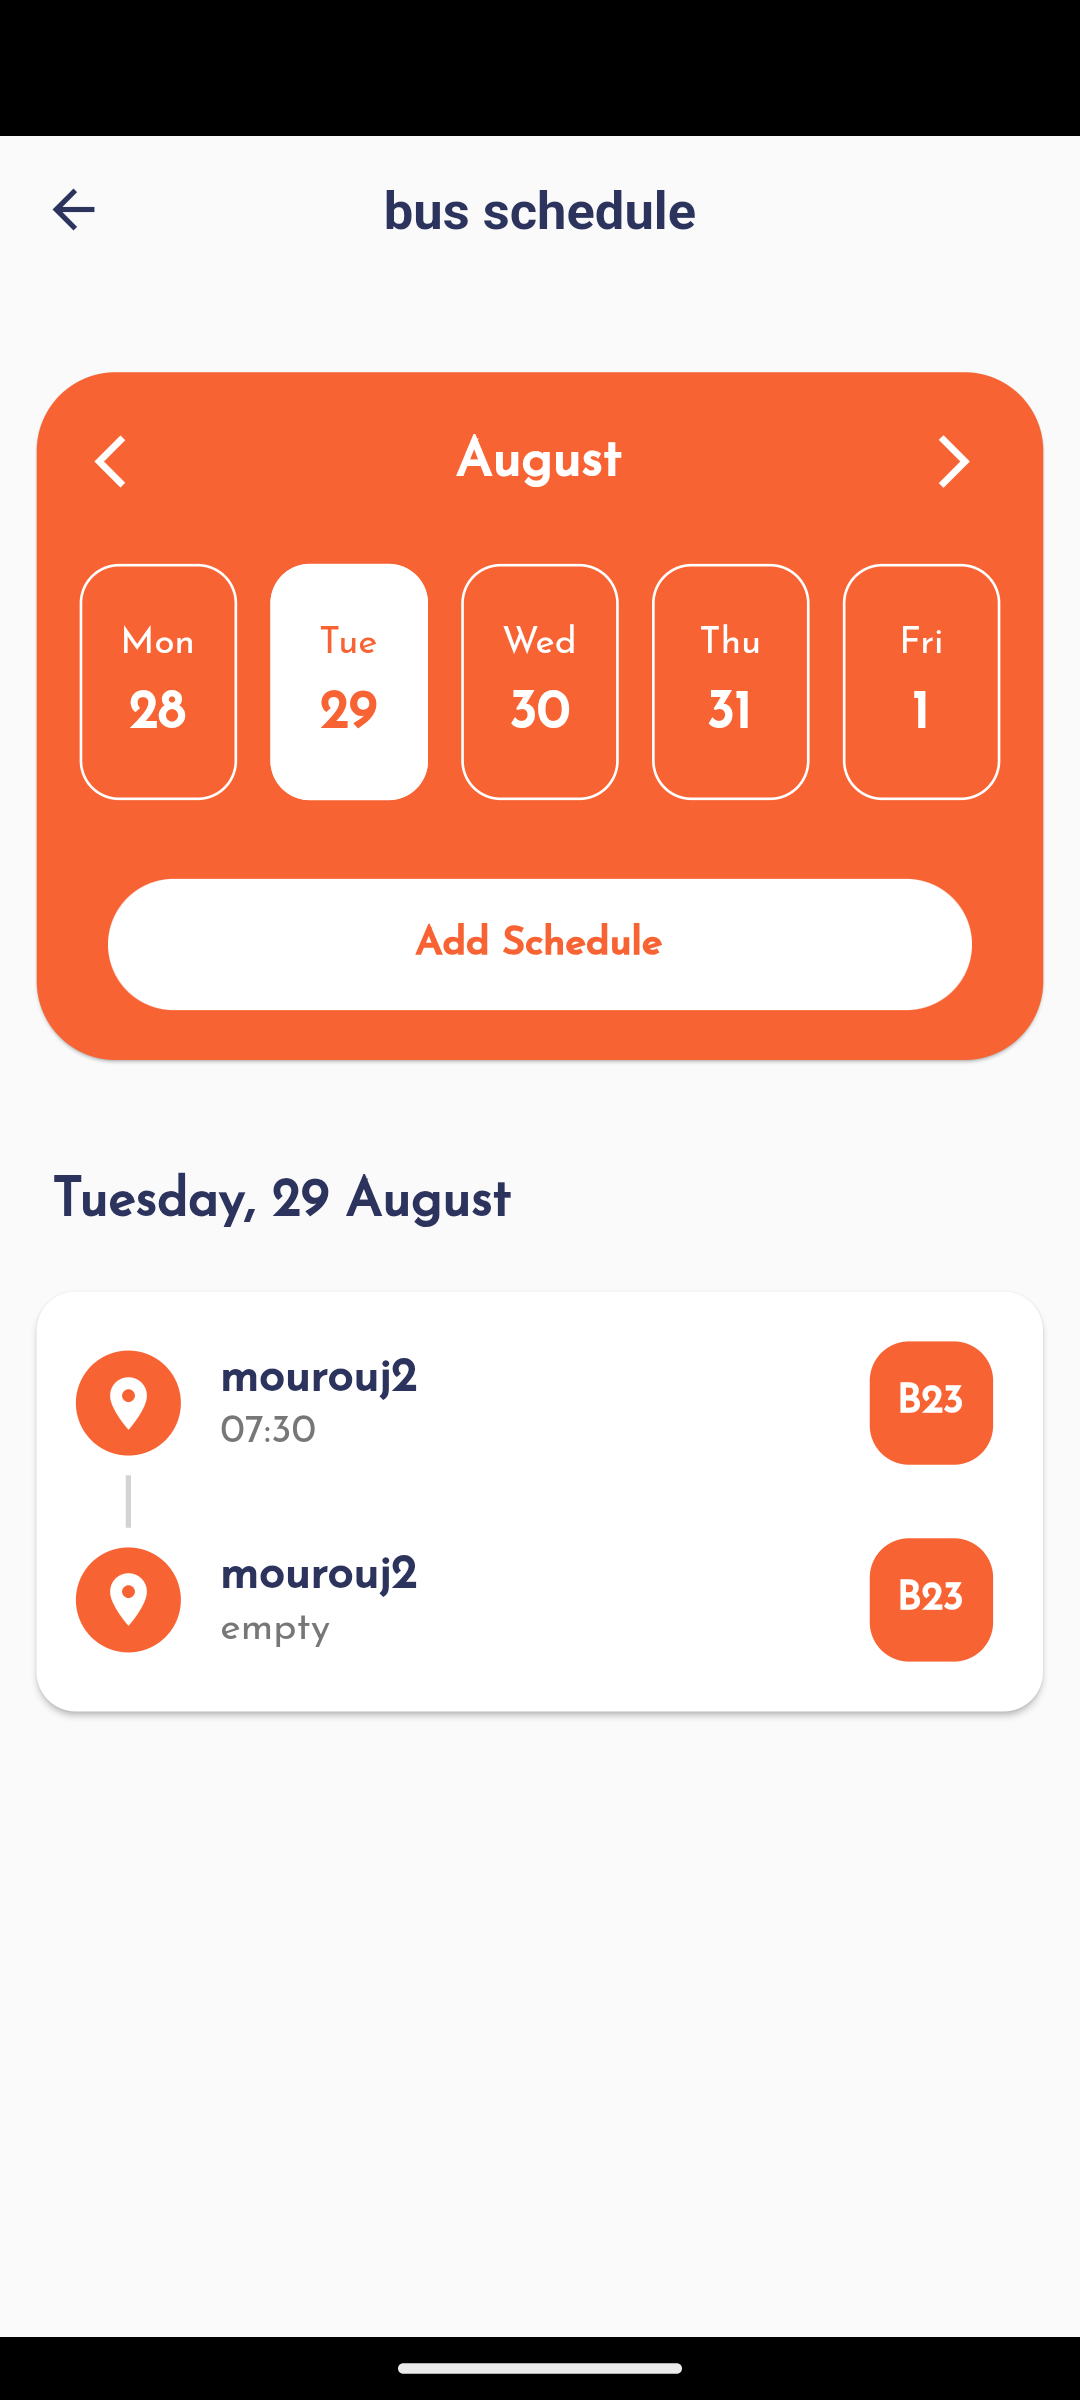 bus schedule
August
Mon Tue Wed Thu Fri
28 29 30 31 1
Add Schedule
Tuesday, 29 August
mourouj2
07:30
B23
mourouj2
empty
B23